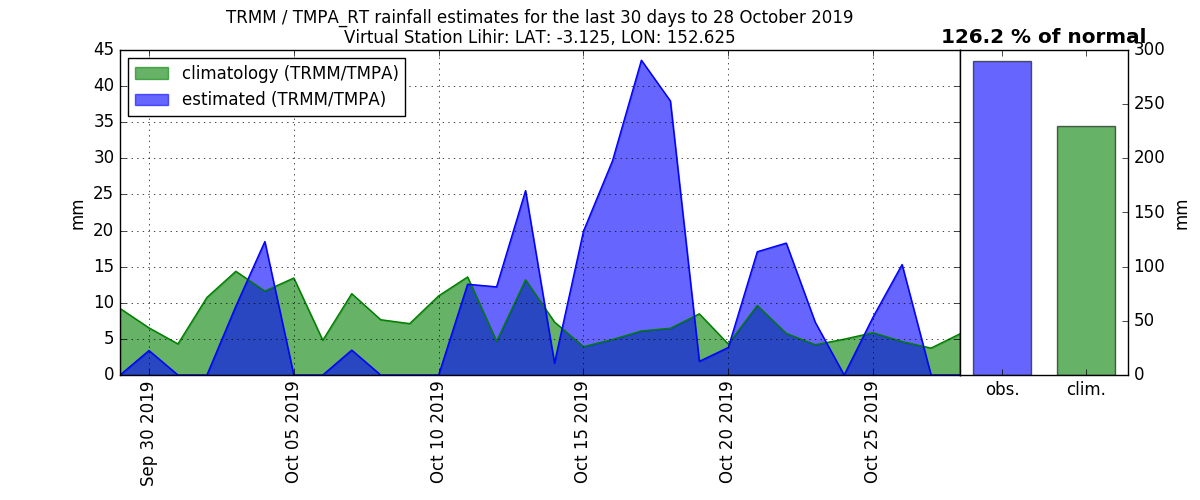 TRMM / TMPA_RT rainfall estimates for the last 30 days to 28 October 2019
Virtual Station Lihir: LAT: -3.125, LON: 152.625
126.2 % of normal
climatology (TRMM/TMPA)
estimated (TRMM/TMPA)
45
40
35
30
25
20
15
10
5
0
mm
Sep 30 2019
Oct 05 2019
Oct 10 2019
Oct 15 2019
Oct 20 2019
Oct 25 2019
300
250
200
150
100
50
0
mm
obs.
clim.